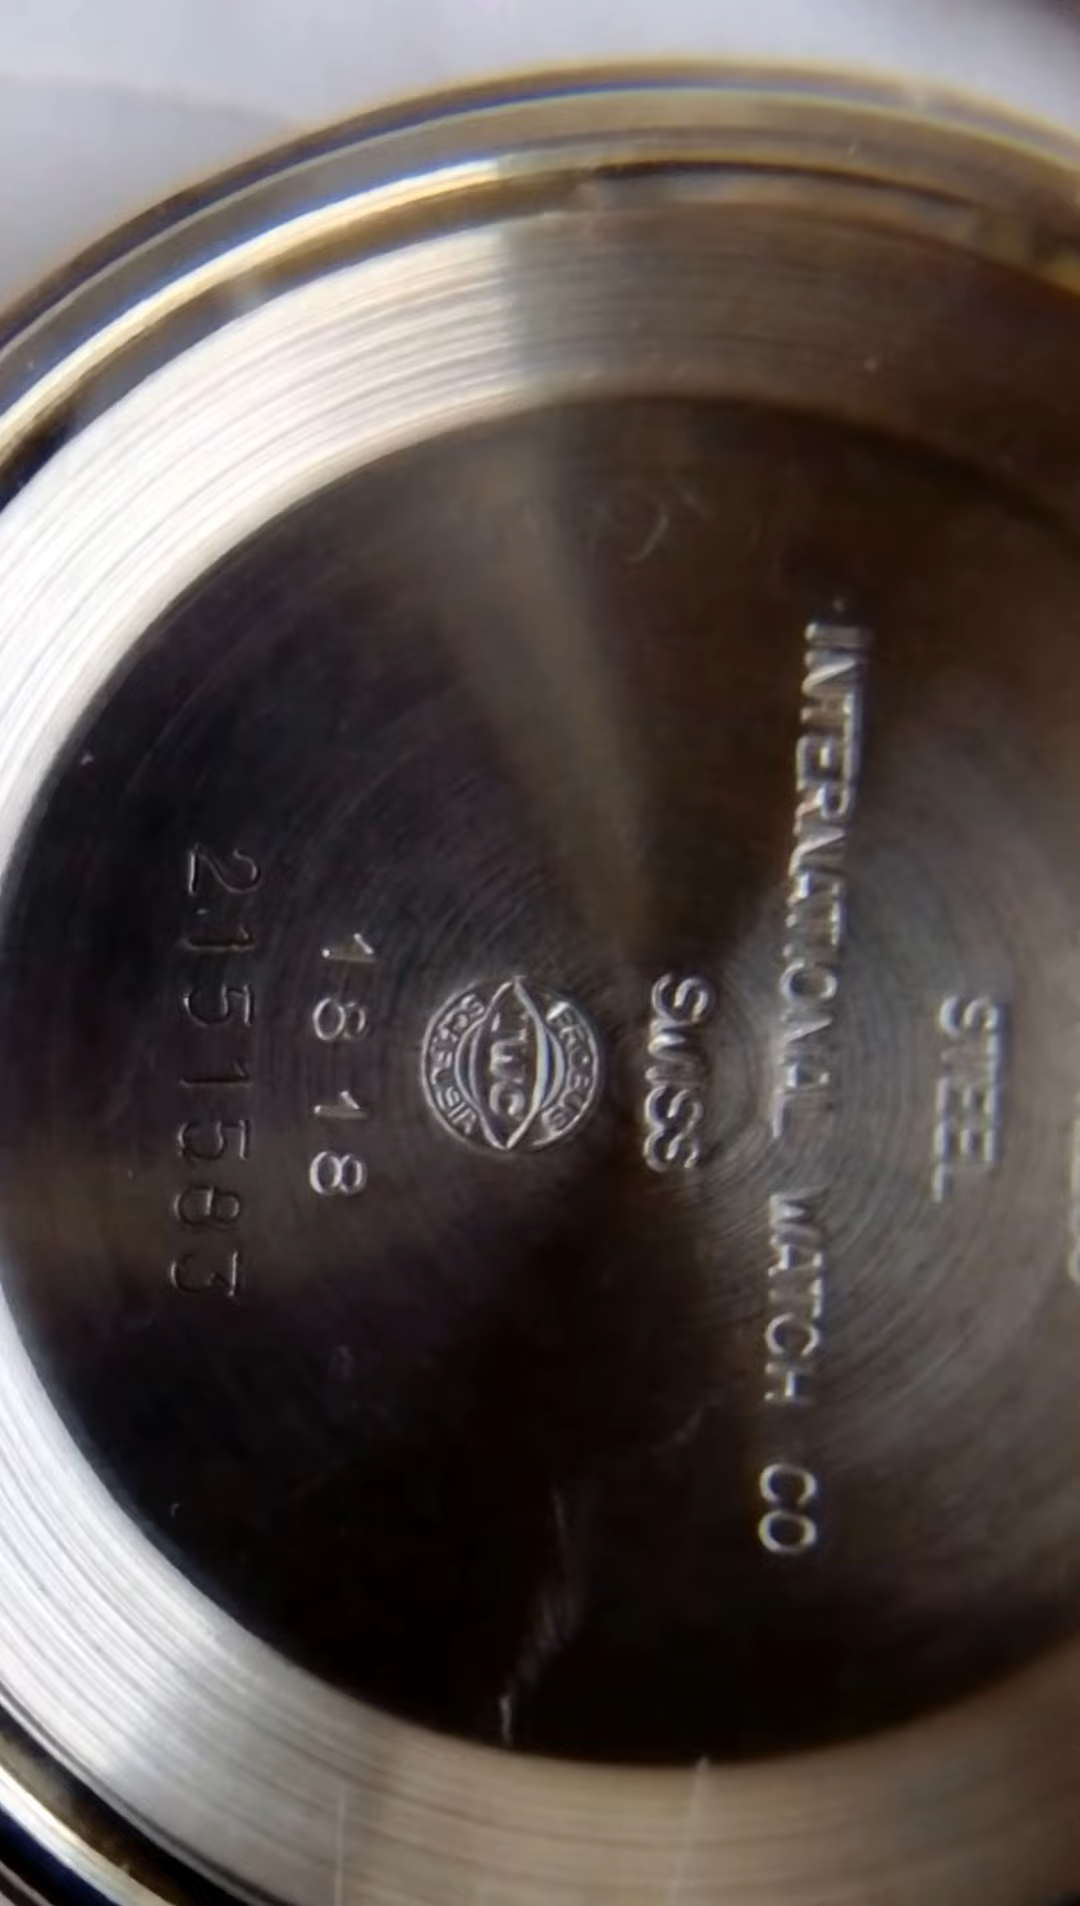 STEEL
INTERNATIONAL WATCH CO
SWISS
PROBUS
IWC
SCAFUSIA
1818
2151583